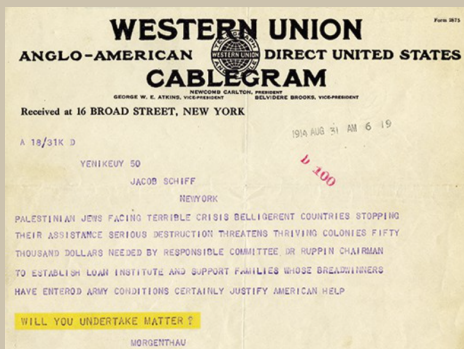 Form 2675
WESTERN UNION
WESTERN UNION
ANGLO-AMERICAN DIRECT UNITED STATES
CABLEGRAM
NEWCOMB CARLTON, PRESIDENT
GEORGE W. E. ATKINS, VICE-PRESIDENT BELVIDERE BROOKS, VICE-PRESIDENT
Received at 16 BROAD STREET, NEW YORK
1914 AUG 31 AM 6 19
A 18/31K D
b 100
YENIKEUY 50
JACOB SCHIFF
NEWYORK
PALESTINIAN JEWS FACING TERRIBLE CRISIS BELLIGERENT COUNTRIES STOPPING
THEIR ASSISTANCE SERIOUS DESTRUCTION THREATENS THRIVING COLONIES FIFTY
THOUSAND DOLLARS NEEDED BY RESPONSIBLE COMMITTEE DR RUPPIN CHAIRMAN
TO ESTABLISH LOAN INSTITUTE AND SUPPORT FAMILIES WHOSE BREADWINNERS
HAVE ENTEROD ARMY CONDITIONS CERTAINLY JUSTIFY AMERICAN HELP
WILL YOU UNDERTAKE MATTER ?
MORGENTHAU